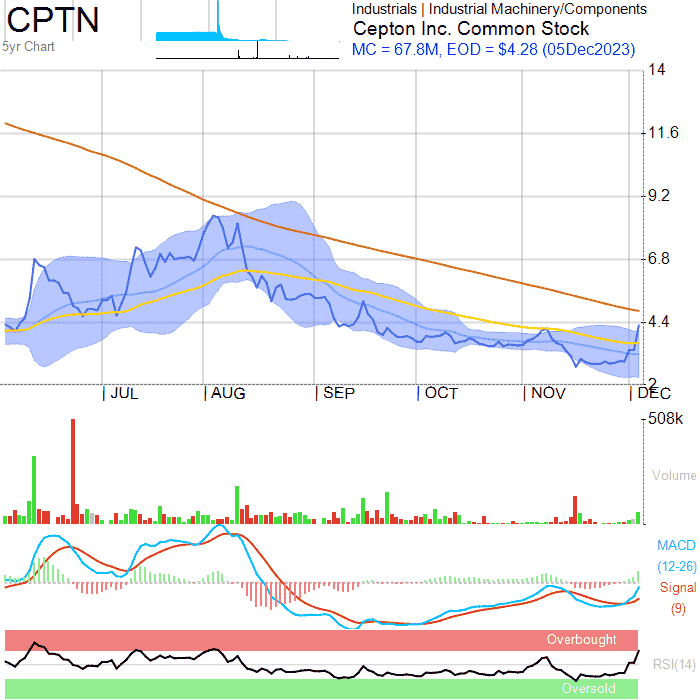 CPTN
5yr Chart
Industrials | Industrial Machinery/Components
Cepton Inc. Common Stock
MC = 67.8M, EOD = $4.28 (05Dec2023)
14
11.6
9.2
6.8
4.4
2
JUL
AUG
SEP
OCT
NOV
DEC
508k
Volume
MACD
(12-26)
Signal
(9)
Overbought
RSI(14)
Oversold